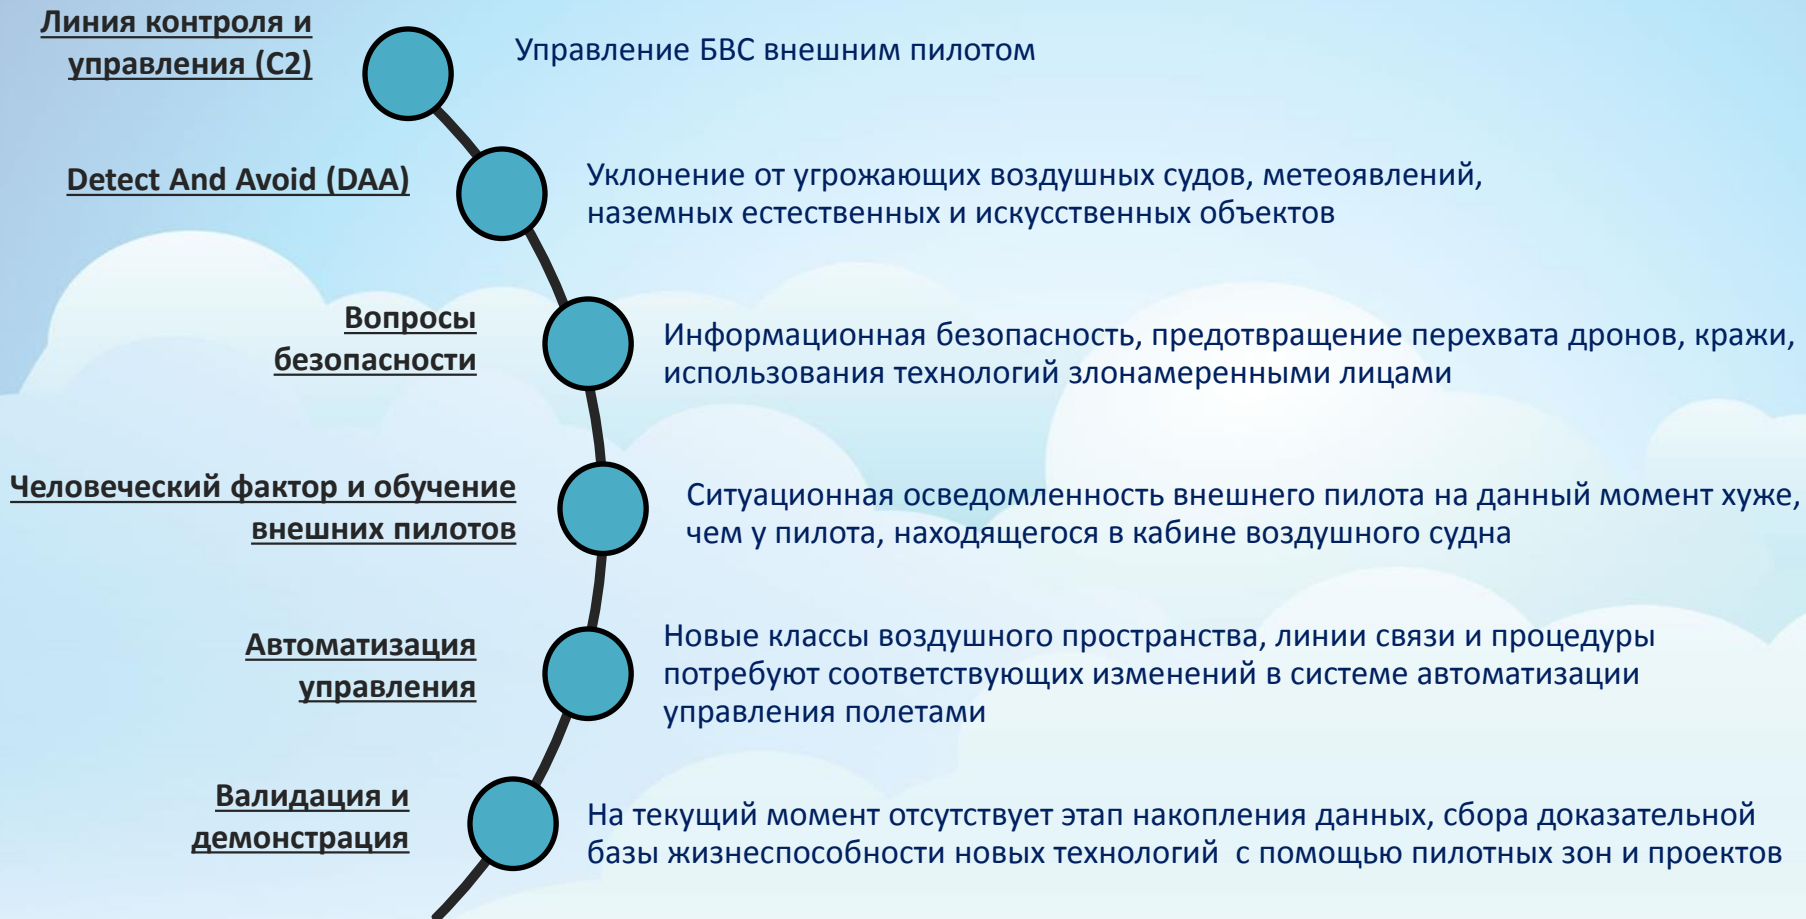 Линия контроля и
управления (C2)
Управление БВС внешним пилотом
Detect And Avoid (DAA)
Уклонение от угрожающих воздушных судов, метеоявлений,
наземных естественных и искусственных объектов
Вопросы
безопасности
Информационная безопасность, предотвращение перехвата дронов, кражи,
использования технологий злонамеренными лицами
Человеческий фактор и обучение
внешних пилотов
Ситуационная осведомленность внешнего пилота на данный момент хуже,
чем у пилота, находящегося в кабине воздушного судна
Автоматизация
управления
Новые классы воздушного пространства, линии связи и процедуры
потребуют соответствующих изменений в системе автоматизации
управления полетами
Валидация и
демонстрация
На текущий момент отсутствует этап накопления данных, сбора доказательной
базы жизнеспособности новых технологий  с помощью пилотных зон и проектов